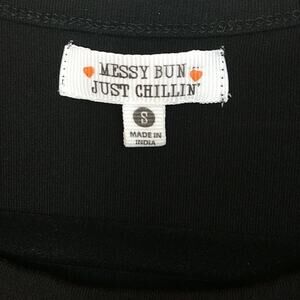 MESSY BUN
JUST CHILLIN'
S
MADE IN
INDIA